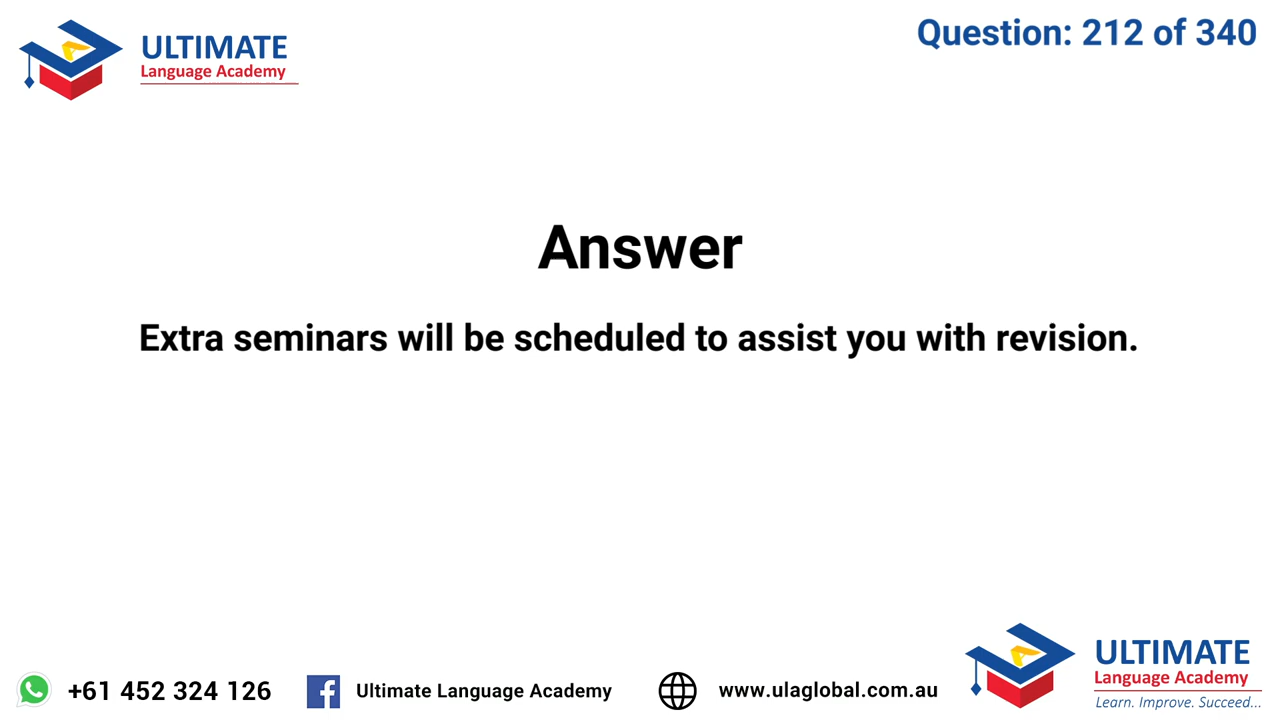 ULTIMATE
Language Academy
Question: 212 of 340
Answer
Extra seminars will be scheduled to assist you with revision.
+61 452 324 126
Ultimate Language Academy
www.ulaglobal.com.au
ULTIMATE
Language Academy
Learn. Improve. Succeed...